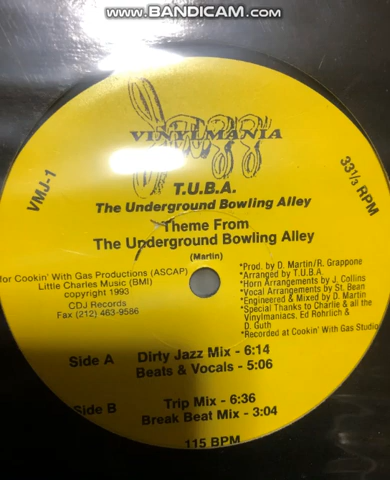 www.BANDICAM.com
VINYLMANIA
Jazz
VMJ-1
33⅓ RPM
T.U.B.A.
The Underground Bowling Alley
Theme From
The Underground Bowling Alley
(Martin)
for Cookin' With Gas Productions (ASCAP)
Little Charles Music (BMI)
copyright 1993
CDJ Records
Fax (212) 463-9586
*Prod. by D. Martin/R. Grappone
*Arranged by T.U.B.A.
*Horn Arrangements by J. Collins
*Vocal Arrangements by St. Bean
*Engineered & Mixed by D. Martin
*Special Thanks to Charlie & all the
Vinylmaniacs, Ed Rohrlich &
D. Guth
*Recorded at Cookin' With Gas Studio
Side A Dirty Jazz Mix - 6:14
Beats & Vocals - 5:06
Side B Trip Mix - 6:36
Break Beat Mix - 3:04
115 BPM